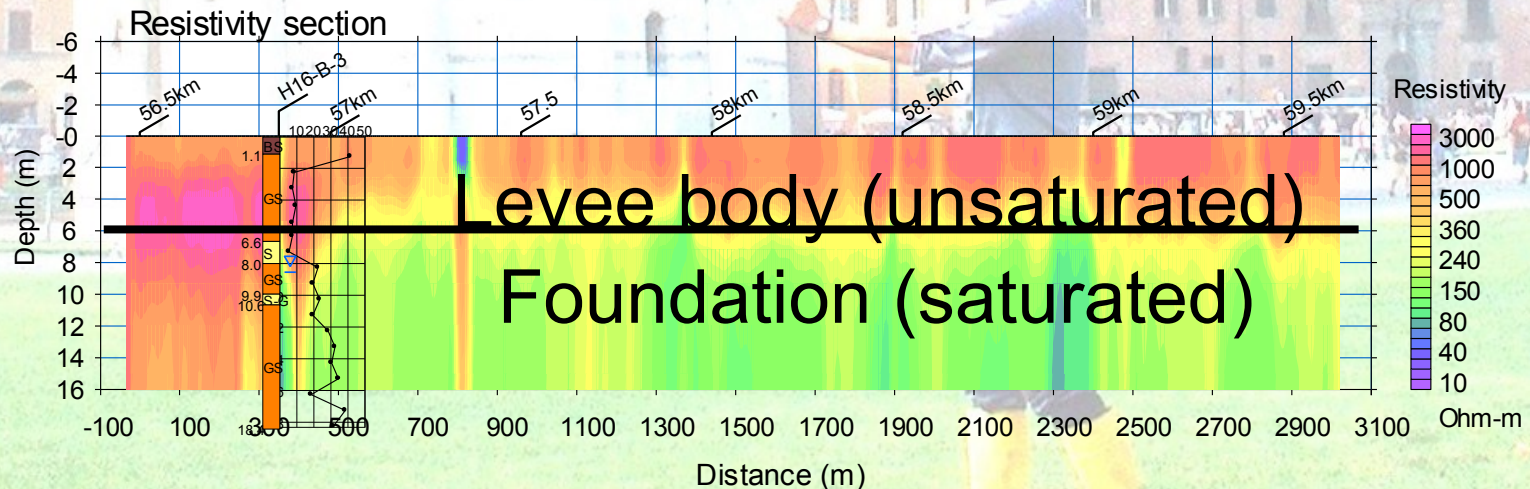 Resistivity section
H16-B-3
56.5km
57km
57.5
58km
58.5km
59km
59.5km
Resistivity
Depth (m)
-6
-4
-2
-0
2
4
6
8
10
12
14
16
1020304050
BS
1.1
GS
6.6
S
8.0
GS
9.9
S-G
10.6
GS
Levee body (unsaturated)
Foundation (saturated)
3000
1000
500
360
240
150
80
40
10
Ohm-m
-100 100 300 500 700 900 1100 1300 1500 1700 1900 2100 2300 2500 2700 2900 3100
Distance (m)